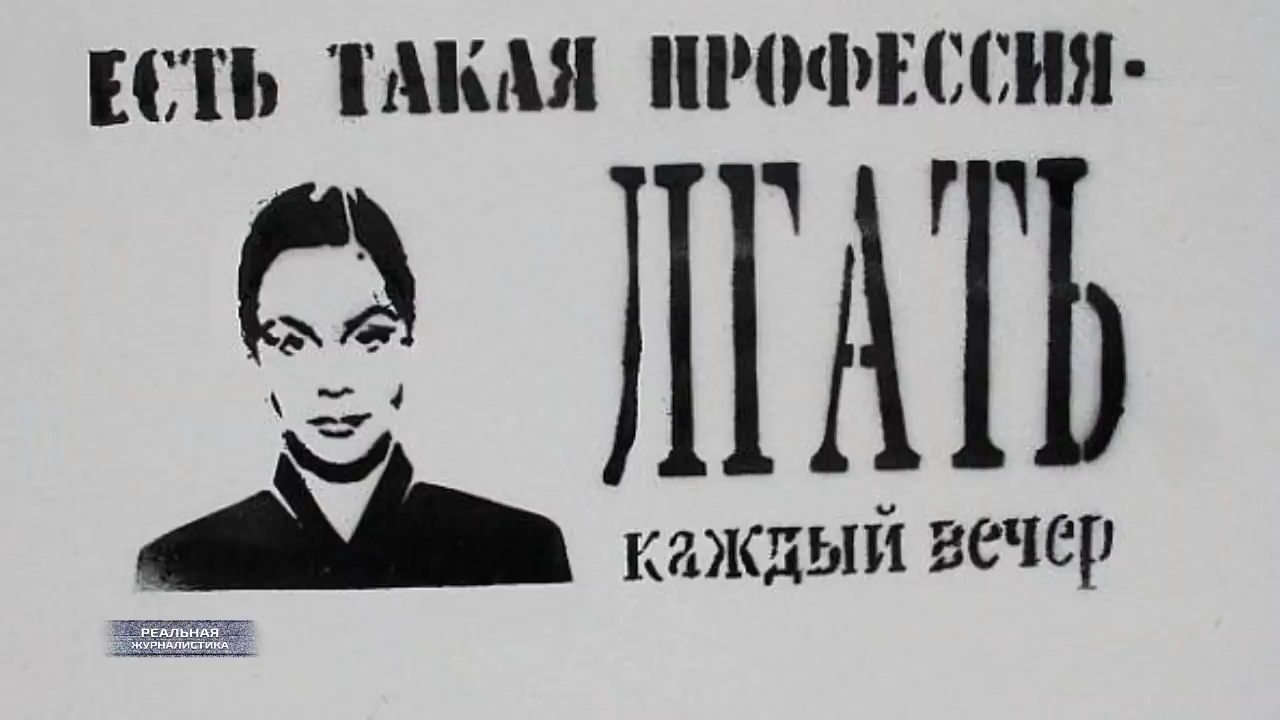 ЕСТЬ ТАКАЯ ПРОФЕССИЯ-
ЛГАТЬ
каждый вечер
РЕАЛЬНАЯ
ЖУРНАЛИСТИКА